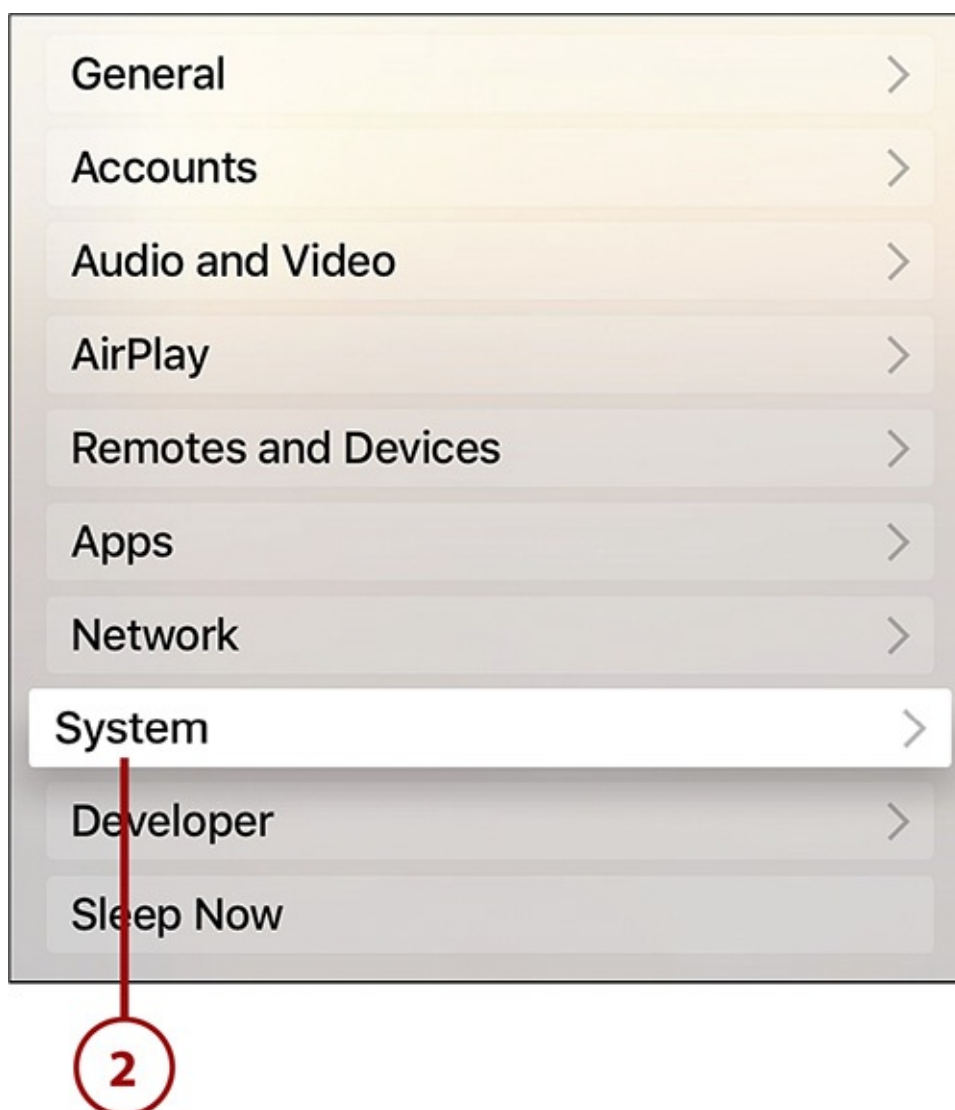 General
Accounts
Audio and Video
AirPlay
Remotes and Devices
Apps
Network
System
Developer
Sleep Now
2